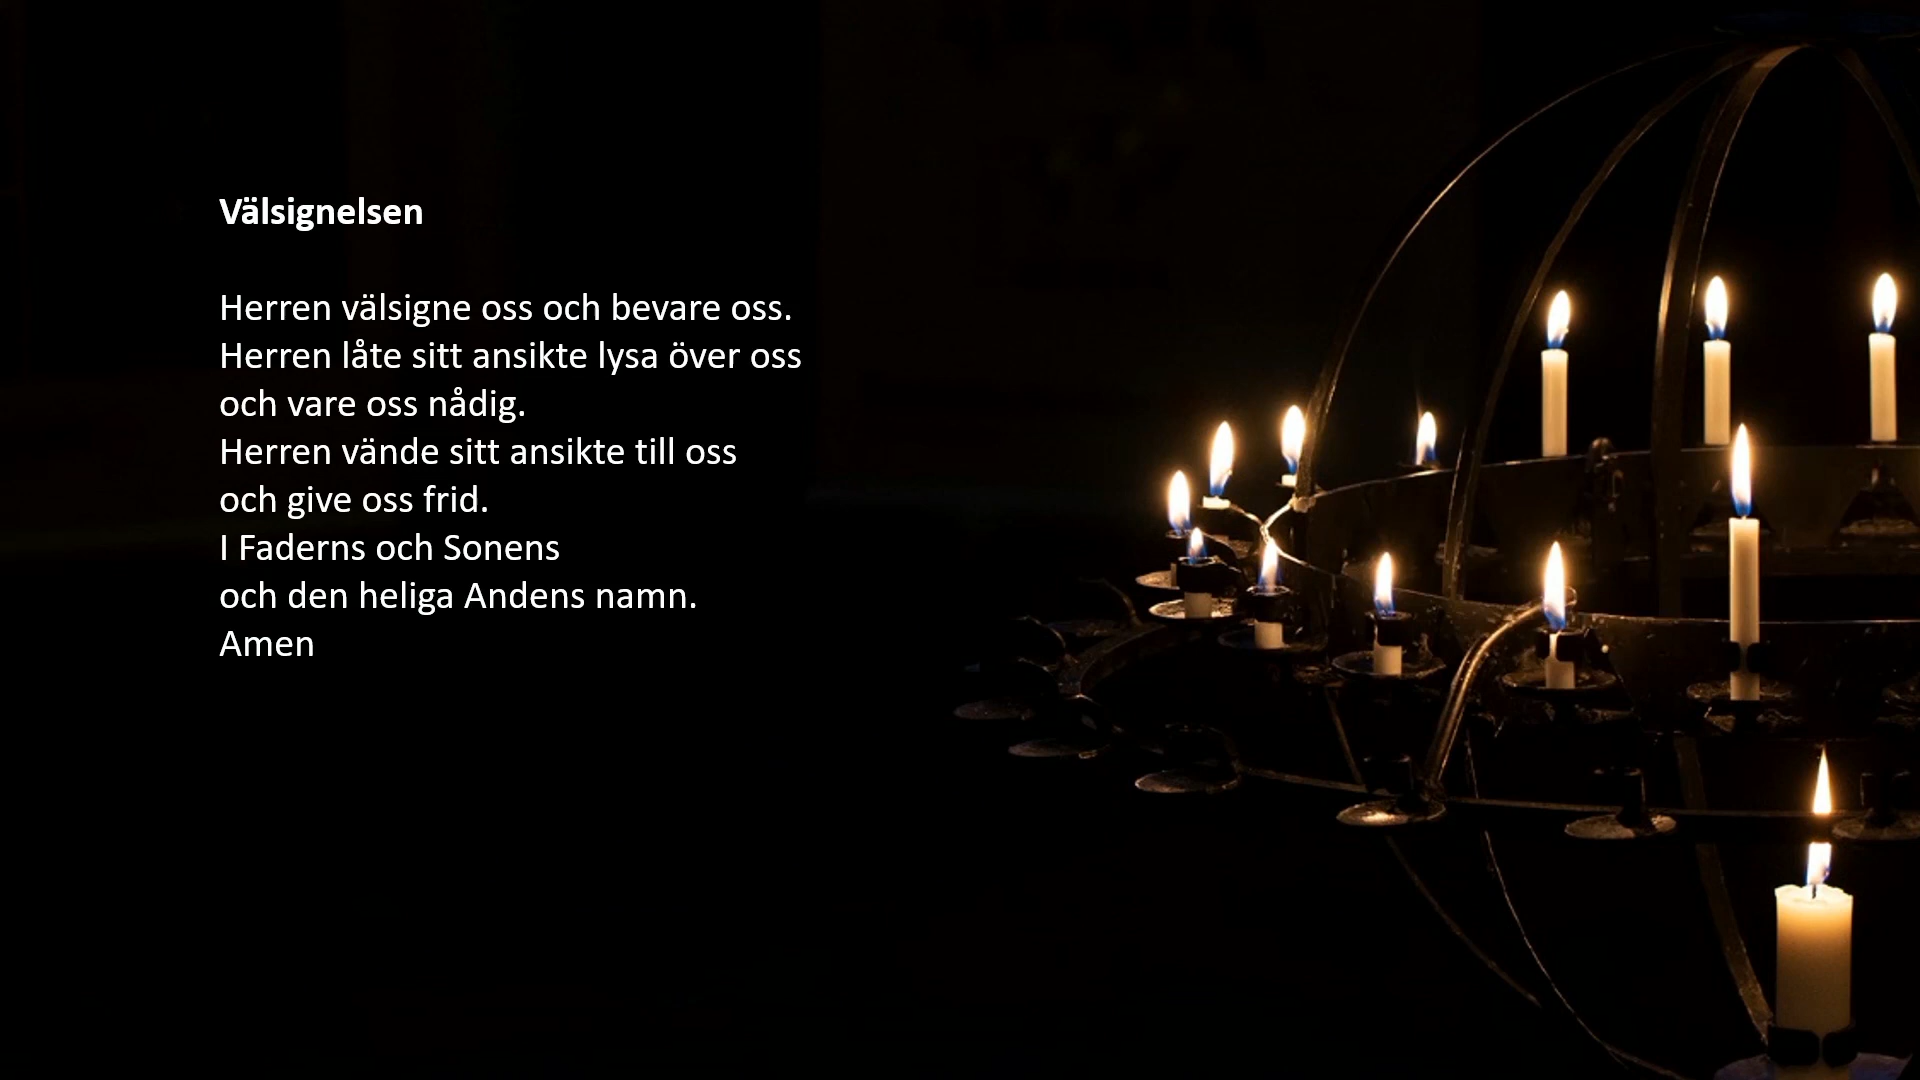 Välsignelsen
Herren välsigne oss och bevare oss.
Herren låte sitt ansikte lysa över oss
och vare oss nådig.
Herren vände sitt ansikte till oss
och give oss frid.
I Faderns och Sonens
och den heliga Andens namn.
Amen